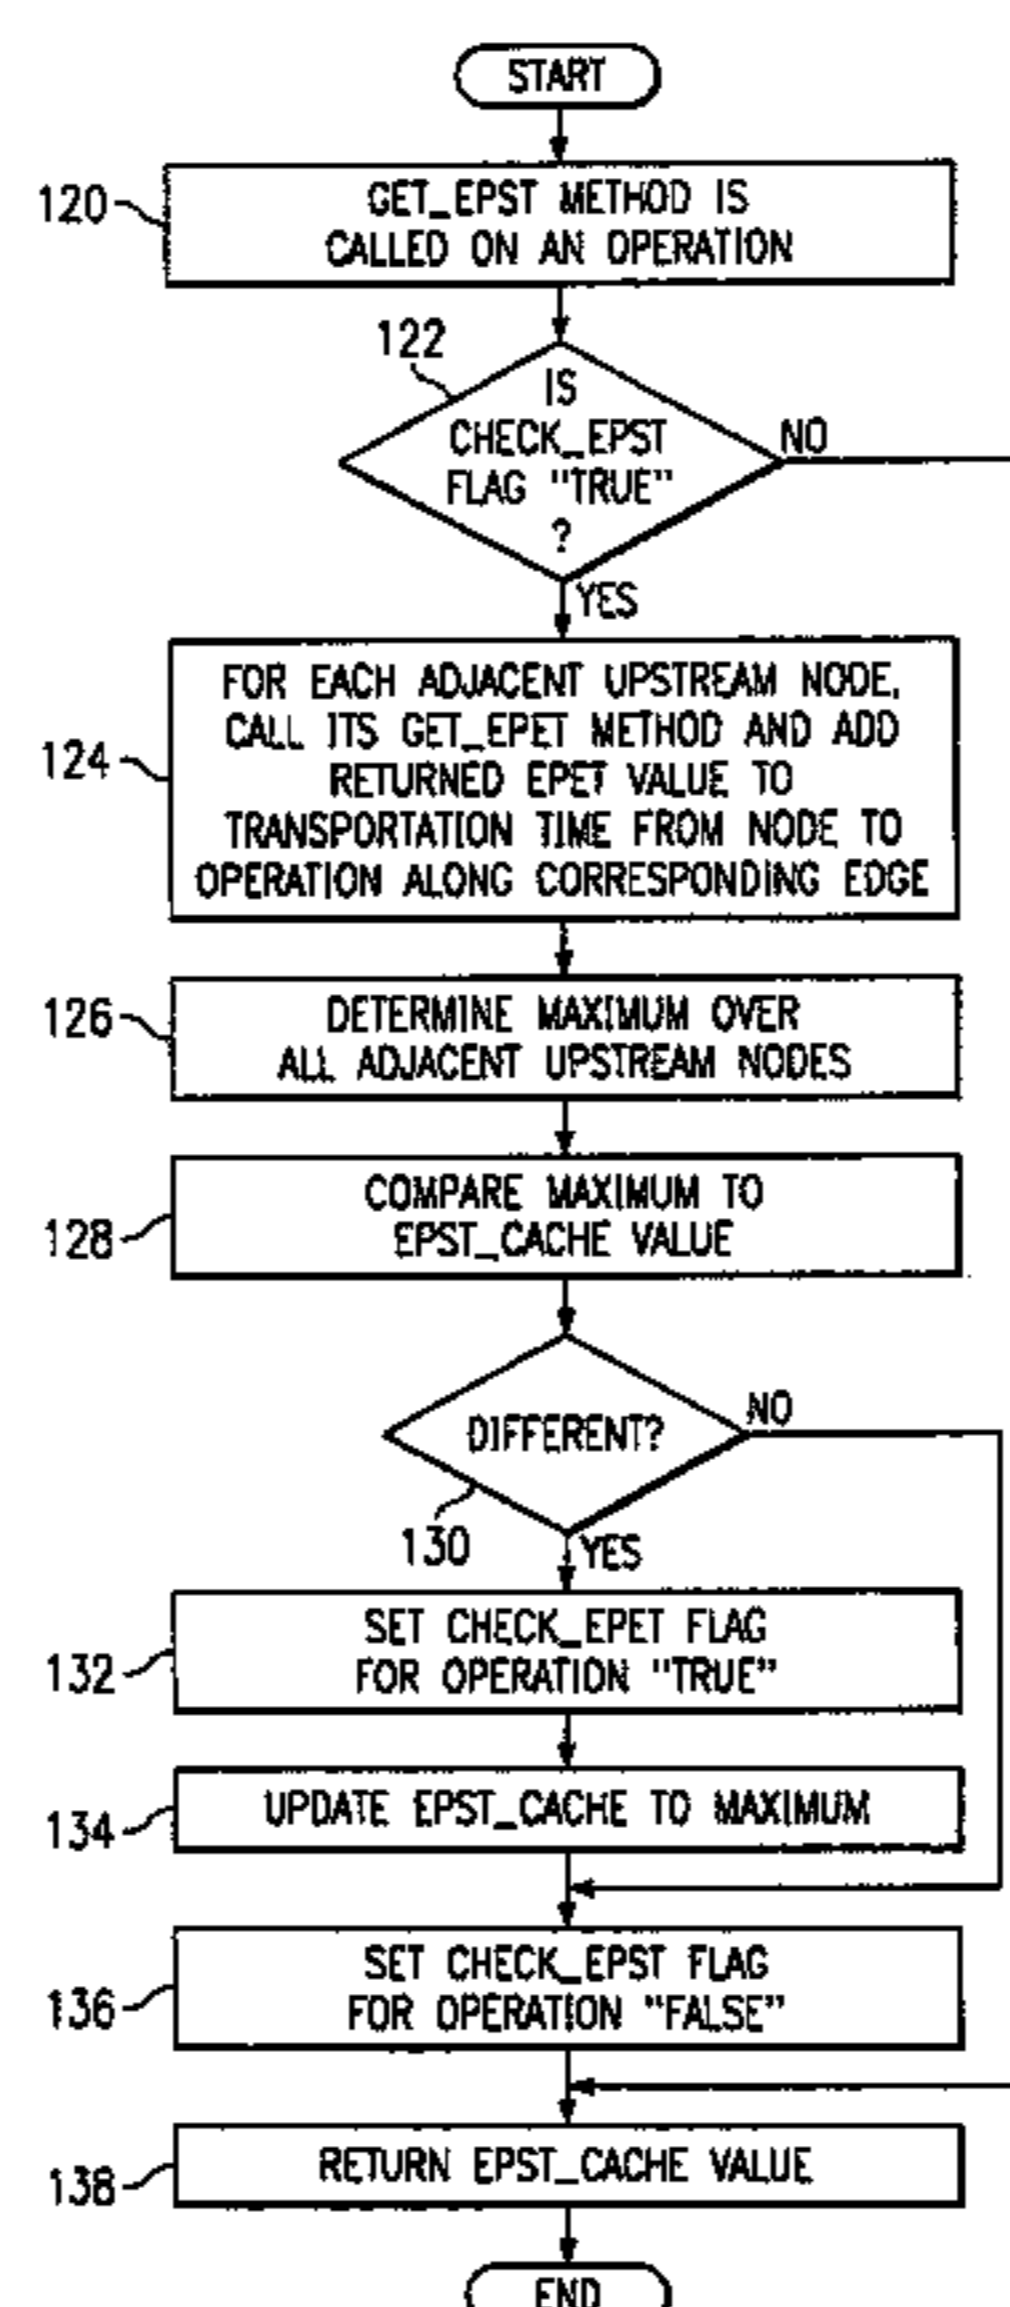 START
120
GET_EPST METHOD IS
CALLED ON AN OPERATION
122
IS
CHECK_EPST
FLAG "TRUE"
?
NO
YES
124
FOR EACH ADJACENT UPSTREAM NODE,
CALL ITS GET_EPET METHOD AND ADD
RETURNED EPET VALUE TO
TRANSPORTATION TIME FROM NODE TO
OPERATION ALONG CORRESPONDING EDGE
126
DETERMINE MAXIMUM OVER
ALL ADJACENT UPSTREAM NODES
128
COMPARE MAXIMUM TO
EPST_CACHE VALUE
DIFFERENT?
NO
130
YES
132
SET CHECK_EPET FLAG
FOR OPERATION "TRUE"
134
UPDATE EPST_CACHE TO MAXIMUM
136
SET CHECK_EPST FLAG
FOR OPERATION "FALSE"
138
RETURN EPST_CACHE VALUE
END